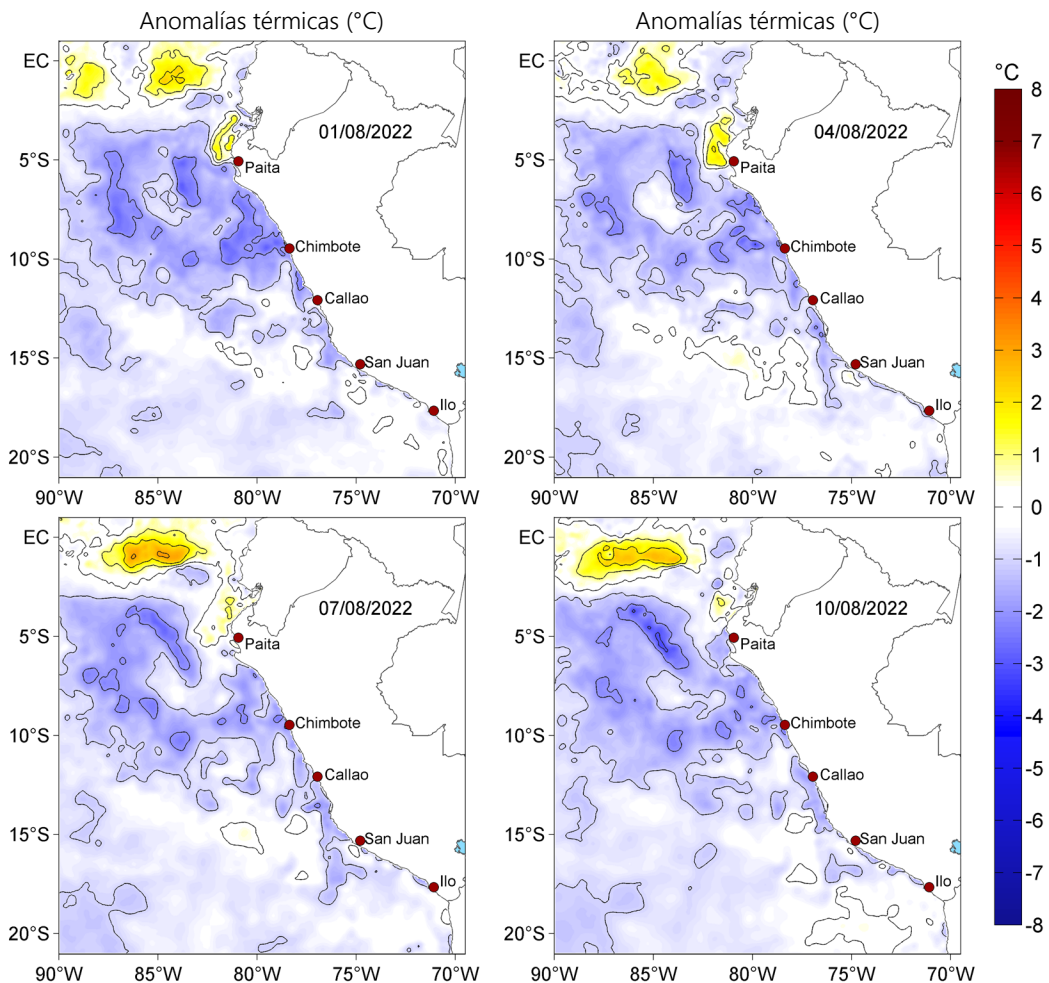 Anomalías térmicas (°C) Anomalías térmicas (°C)
°C
EC
5°S
10°S
15°S
20°S
01/08/2022
Paita
Chimbote
Callao
San Juan
Ilo
90°W 85°W 80°W 75°W 70°W
EC
5°S
10°S
15°S
20°S
04/08/2022
Paita
Chimbote
Callao
San Juan
Ilo
90°W 85°W 80°W 75°W 70°W
EC
5°S
10°S
15°S
20°S
07/08/2022
Paita
Chimbote
Callao
San Juan
Ilo
90°W 85°W 80°W 75°W 70°W
EC
5°S
10°S
15°S
20°S
10/08/2022
Paita
Chimbote
Callao
San Juan
Ilo
90°W 85°W 80°W 75°W 70°W
8
7
6
5
4
3
2
1
0
-1
-2
-3
-4
-5
-6
-7
-8